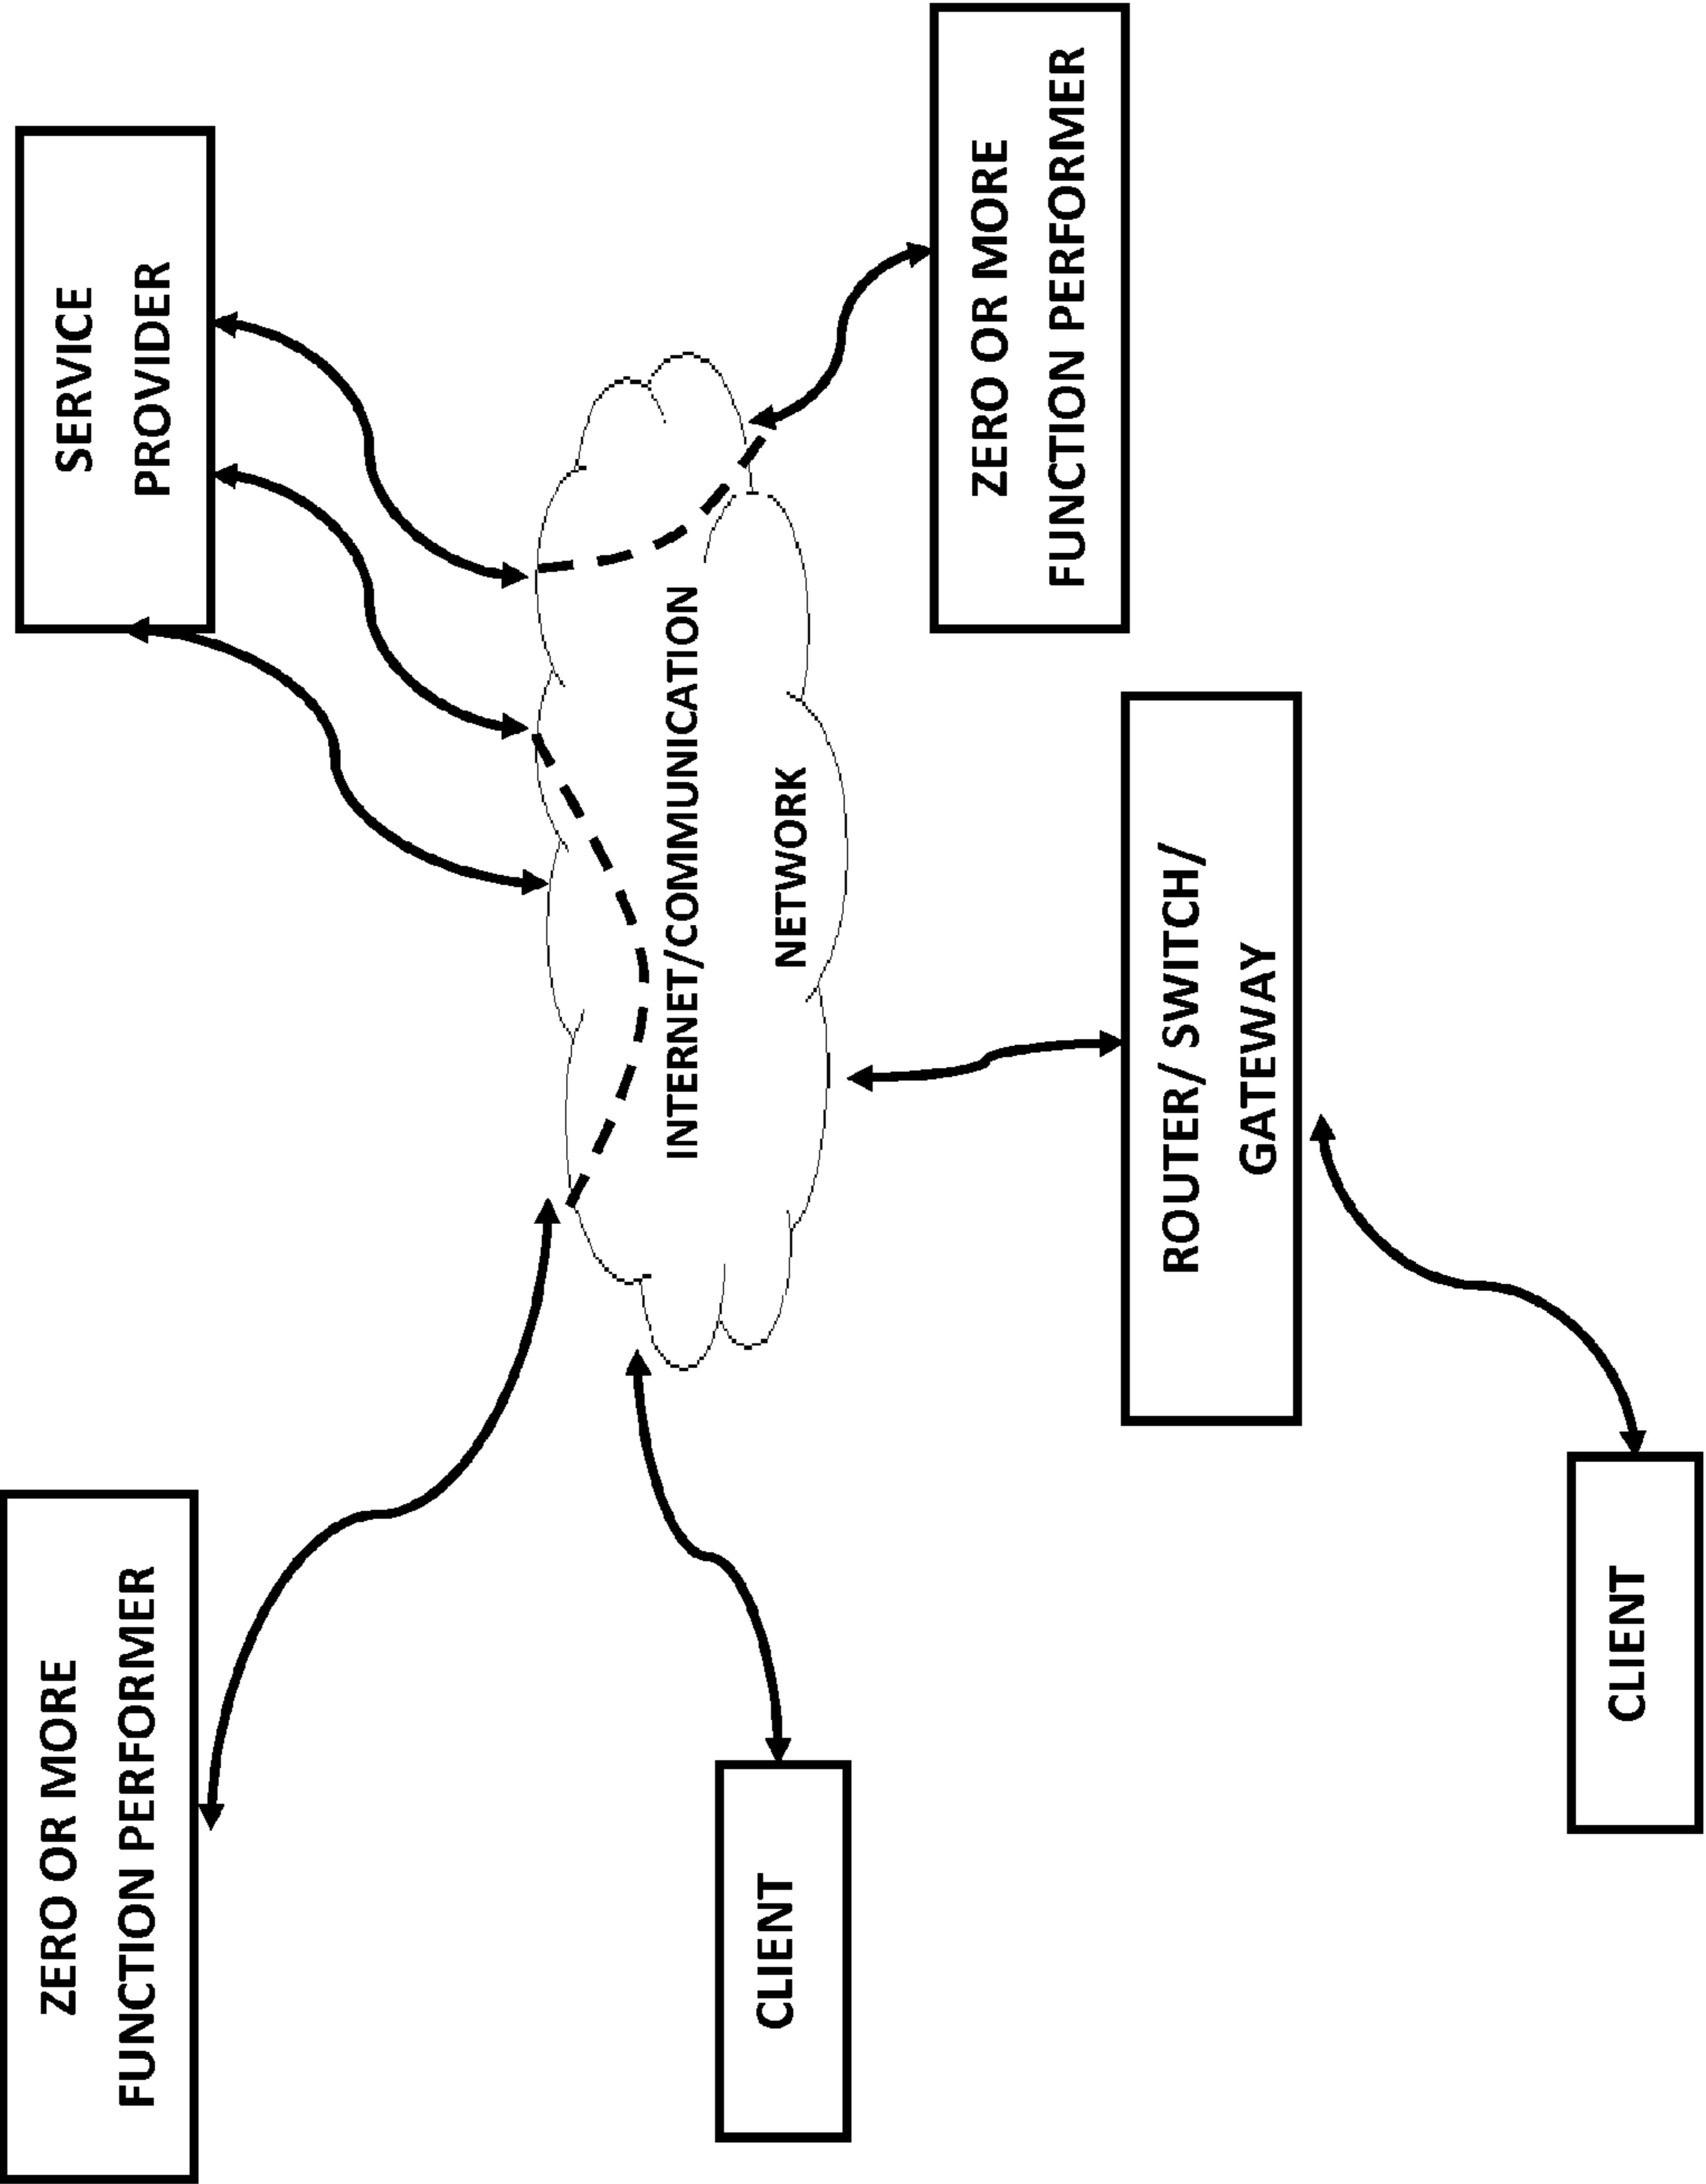 ZERO OR MORE
FUNCTION PERFORMER
SERVICE
PROVIDER
INTERNET/COMMUNICATION
NETWORK
CLIENT
ZERO OR MORE
FUNCTION PERFORMER
ROUTER/ SWITCH/
GATEWAY
CLIENT